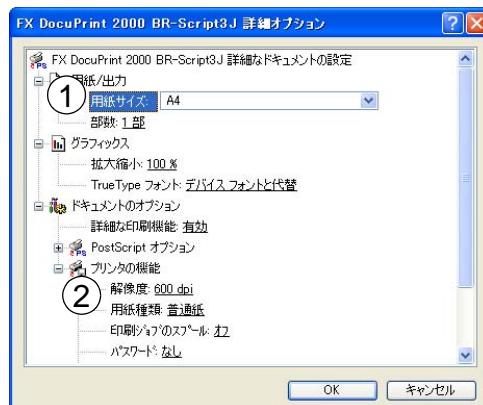 FX DocuPrint 2000 BR-Script3J 詳細オプション
FX DocuPrint 2000 BR-Script3J 詳細なドキュメントの設定
用紙/出力
① 用紙サイズ: A4
部数: 1 部
グラフィックス
拡大縮小: 100 %
TrueType フォント: デバイス フォントと代替
ドキュメントのオプション
詳細な印刷機能: 有効
PostScript オプション
プリンタの機能
② 解像度: 600 dpi
用紙種類: 普通紙
印刷ジョブのスプール: オフ
パスワード: なし
OK キャンセル